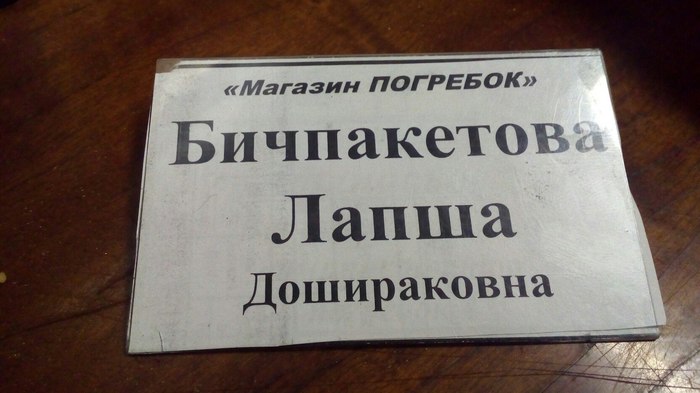 «Магазин ПОГРЕБОК»
Бичпакетова
Лапша
Дошираковна